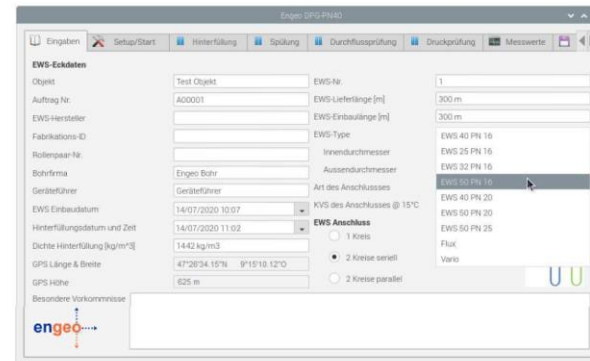 Engeo DPG-PN40
Eingaben
Setup/Start
Hinterfüllung
Spülung
Durchflussprüfung
Druckprüfung
Messwerte
EWS-Eckdaten
Objekt Test Objekt
Auftrag Nr. A00001
EWS-Hersteller
Fabrikations-ID
Rollenpaar-Nr.
Bohrfirma Engeo Bohr
Geräteführer Geräteführer
EWS Einbaudatum 14/07/2020 10:07
Hinterfüllungsdatum und Zeit 14/07/2020 11:02
Dichte Hinterfüllung [kg/m^3] 1442 kg/m3
GPS Länge & Breite 47°26'34.15"N 9°15'10.12"O
GPS Höhe 625 m
Besondere Vorkommnisse
EWS-Nr. 1
EWS-Lieferlänge [m] 300 m
EWS-Einbaulänge [m] 300 m
EWS-Type
Innendurchmesser
Aussendurchmesser
Art des Anschlussses
KVS des Anschlusses @ 15°C
EWS Anschluss
1 Kreis
2 Kreise seriell
2 Kreise parallel
EWS 40 PN 16
EWS 25 PN 16
EWS 32 PN 16
EWS 50 PN 16
EWS 40 PN 20
EWS 50 PN 20
EWS 50 PN 25
Flux
Vario
engeo